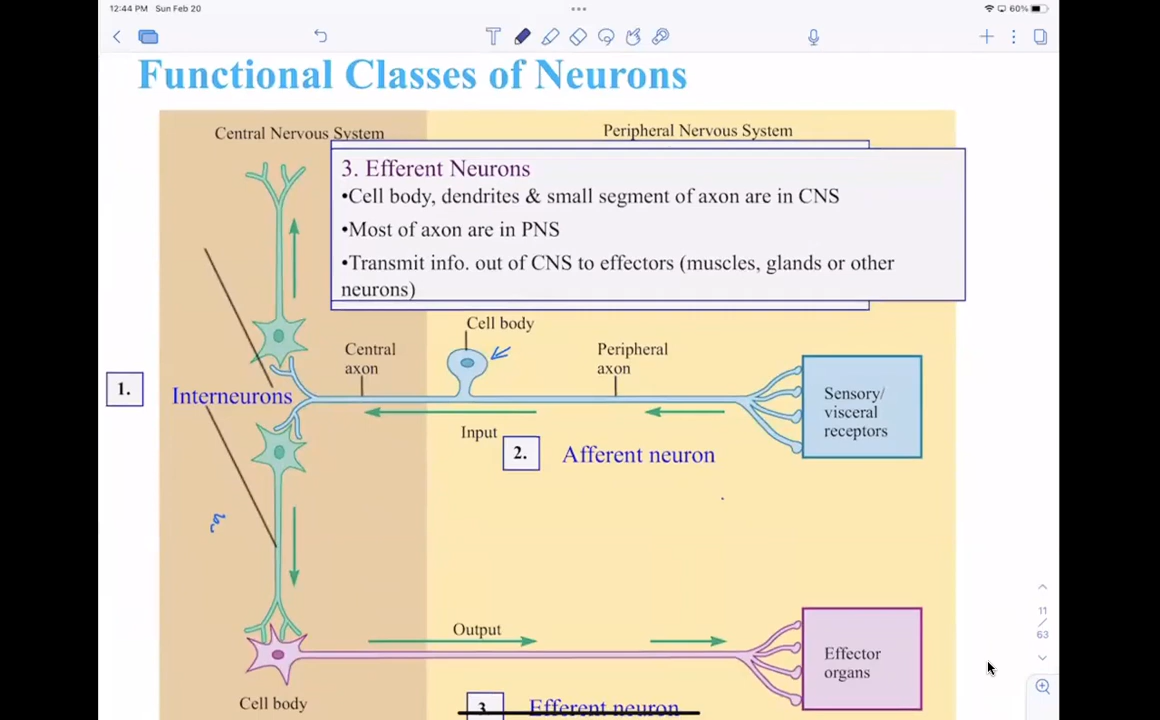 12:44 PM Sun Feb 20
60%
Functional Classes of Neurons
Central Nervous System
Peripheral Nervous System
3. Efferent Neurons
•Cell body, dendrites & small segment of axon are in CNS
•Most of axon are in PNS
•Transmit info. out of CNS to effectors (muscles, glands or other
neurons)
Cell body
Central
axon
Peripheral
axon
1.
Interneurons
Sensory/
visceral
receptors
Input
2.
Afferent neuron
11
/
63
Output
Effector
organs
Cell body
3.
Efferent neuron